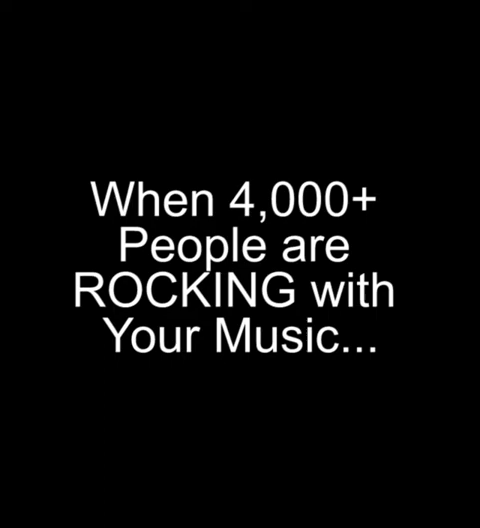 When 4,000+
People are
ROCKING with
Your Music...